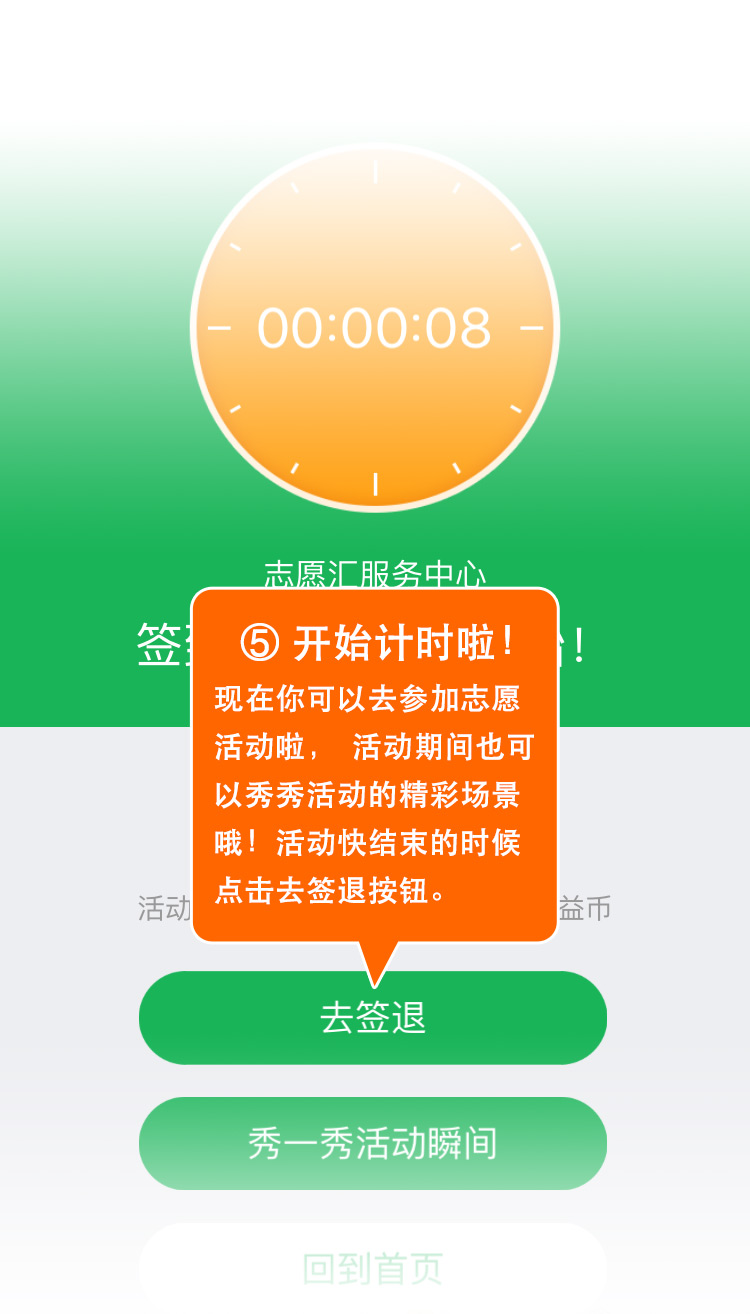 00:00:08
志愿汇服务中心
签
！
⑤ 开始计时啦！
现在你可以去参加志愿
活动啦， 活动期间也可
以秀秀活动的精彩场景
哦！活动快结束的时候
点击去签退按钮。
活动
益币
去签退
秀一秀活动瞬间
回到首页